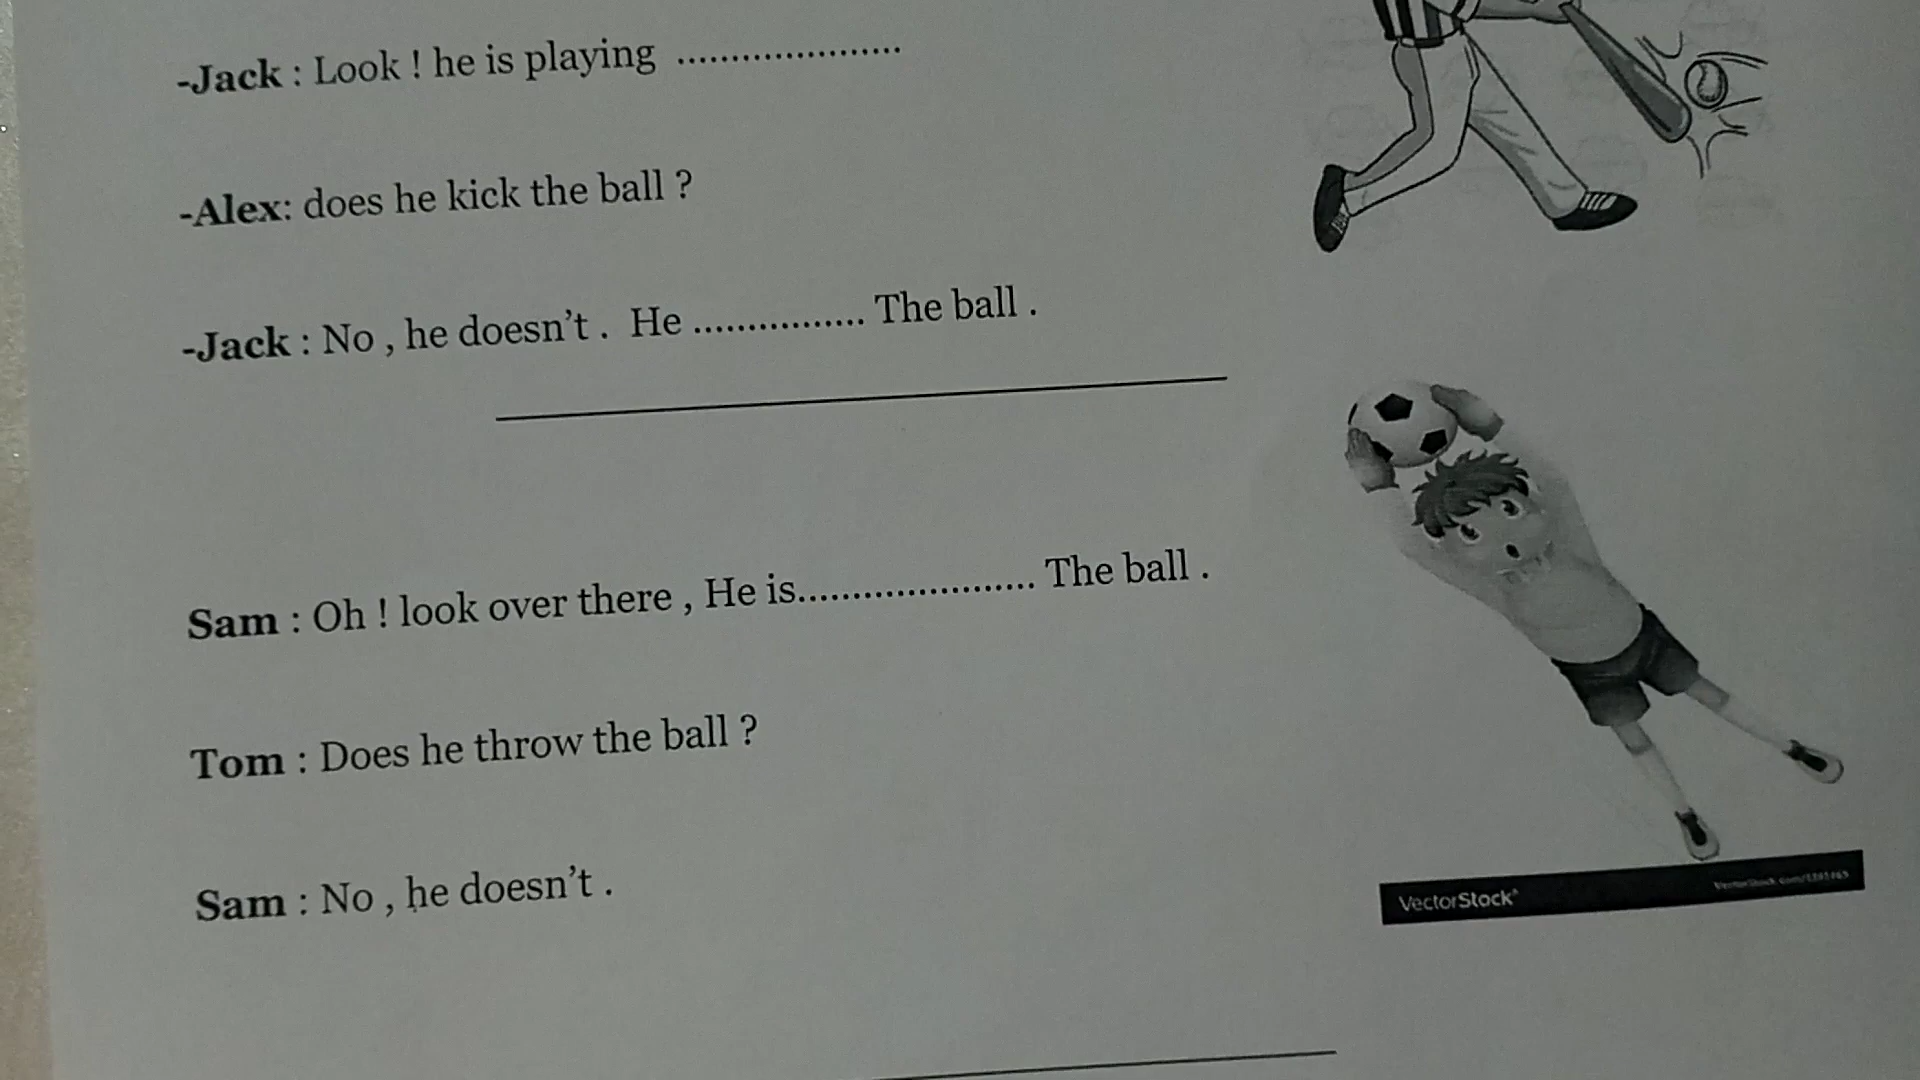 -Jack : Look ! he is playing .....................
-Alex: does he kick the ball ?
-Jack : No , he doesn't . He ................ The ball .
Sam : Oh ! look over there , He is...................... The ball .
Tom : Does he throw the ball ?
Sam : No , he doesn't .
VectorStock®